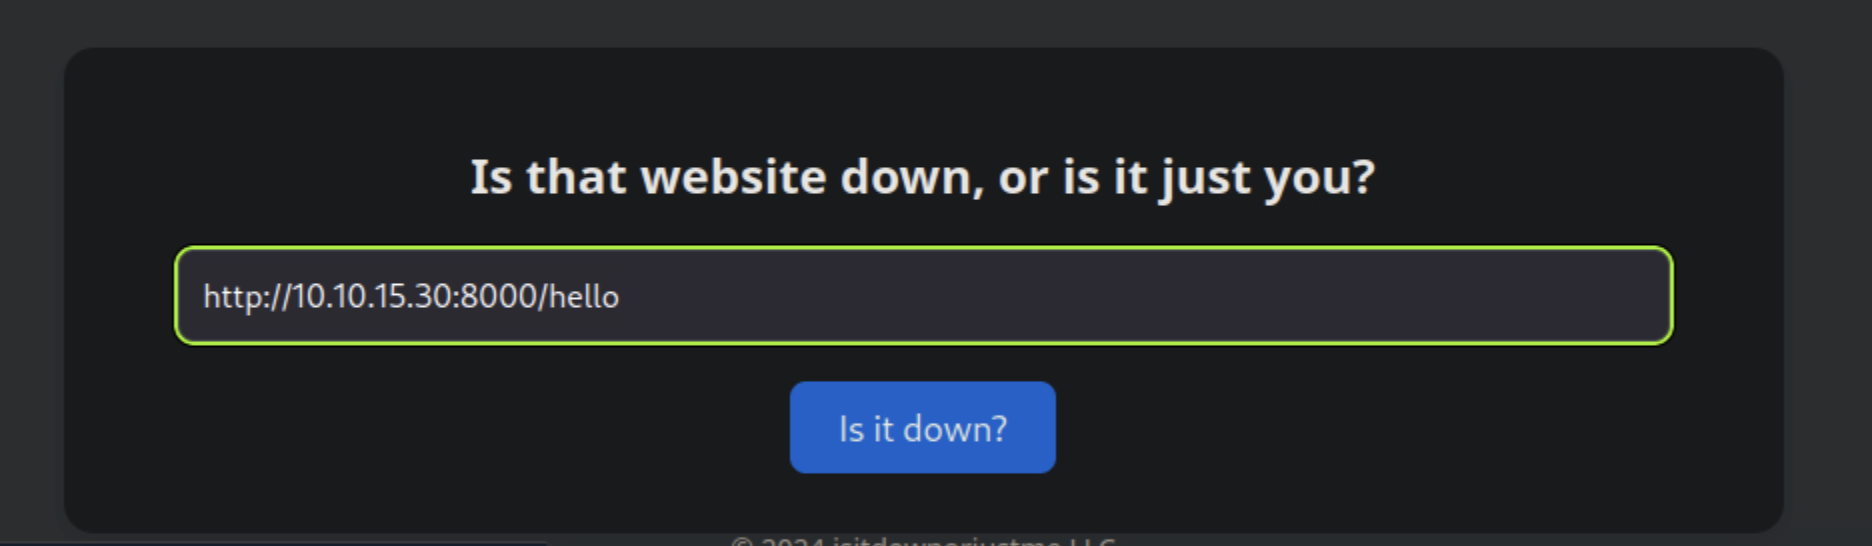 Is that website down, or is it just you?
http://10.10.15.30:8000/hello
Is it down?
© 2024 isitdownorjustme LLC